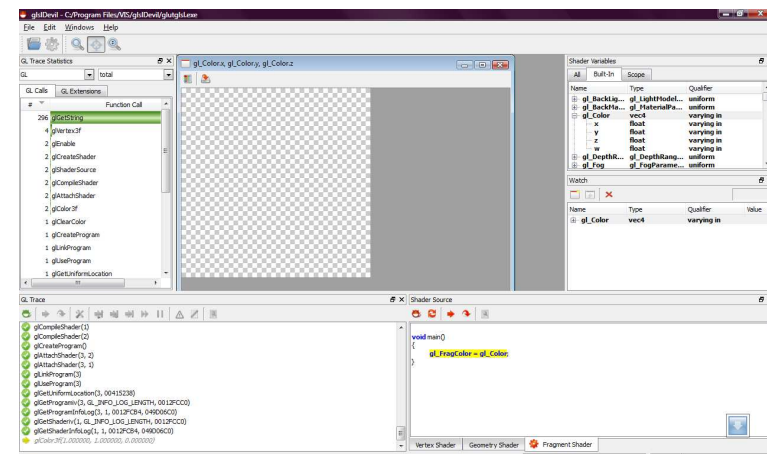 glslDevil - C:/Program Files/VIS/glslDevil/glutglsl.exe
File Edit Windows Help
GL Trace Statistics
GL total
GL Calls GL Extensions
# Function Call
296 glGetString
4 glVertex3f
2 glEnable
2 glCreateShader
2 glShaderSource
2 glCompileShader
2 glAttachShader
2 glColor3f
1 glClearColor
1 glCreateProgram
1 glLinkProgram
1 glUseProgram
1 glGetUniformLocation
gl_Color.x, gl_Color.y, gl_Color.z
Shader Variables
All Built-In Scope
Name Type Qualifier
gl_BackLig... gl_LightModel... uniform
gl_BackMa... gl_MaterialPa... uniform
gl_Color vec4 varying in
x float varying in
y float varying in
z float varying in
w float varying in
gl_DepthR... gl_DepthRang... uniform
gl_Fog gl_FogParame... uniform
Watch
Name Type Qualifier Value
gl_Color vec4 varying in
GL Trace
glCompileShader(1)
glCompileShader(2)
glCreateProgram()
glAttachShader(3, 2)
glAttachShader(3, 1)
glLinkProgram(3)
glUseProgram(3)
glGetUniformLocation(3, 00415238)
glGetProgramiv(3, GL_INFO_LOG_LENGTH, 0012FCC0)
glGetProgramInfoLog(3, 1, 0012FCB4, 049D06C0)
glGetShaderiv(1, GL_INFO_LOG_LENGTH, 0012FCC0)
glGetShaderInfoLog(1, 1, 0012FCB4, 049D06C0)
glColor3f(1.000000, 1.000000, 0.000000)
Shader Source
void main()
{
gl_FragColor = gl_Color;
}
Vertex Shader Geometry Shader Fragment Shader